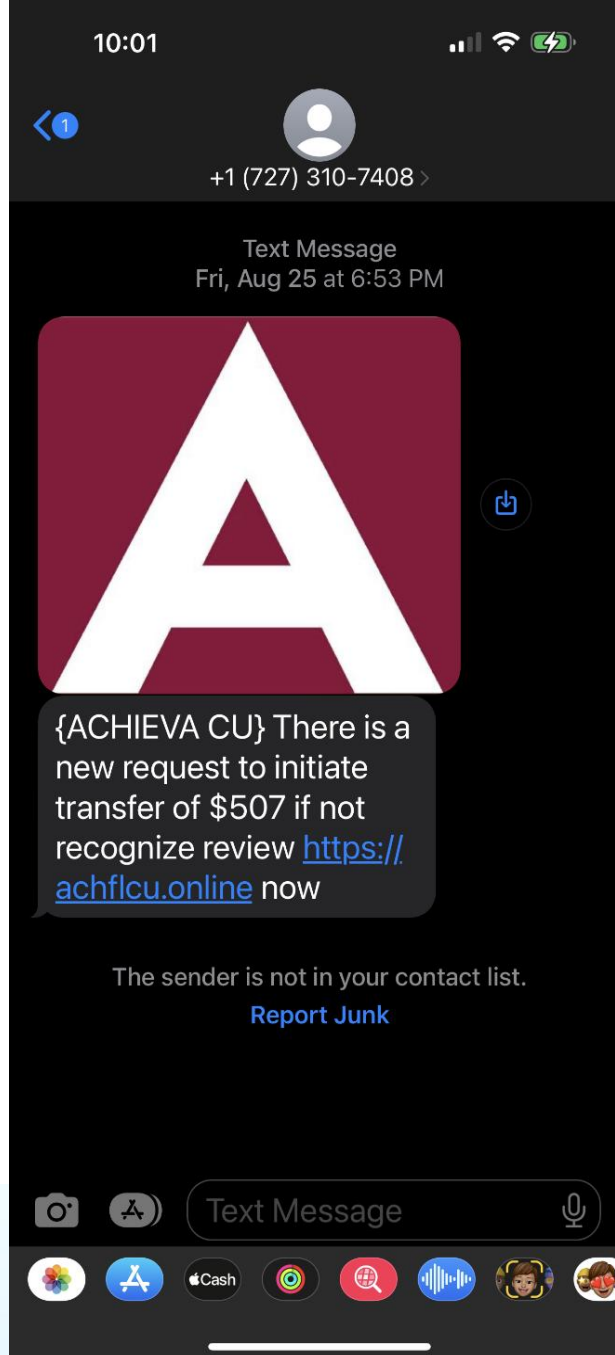 10:01
1
+1 (727) 310-7408
Text Message
Fri, Aug 25 at 6:53 PM
A
{ACHIEVA CU} There is a
new request to initiate
transfer of $507 if not
recognize review https://
achflcu.online now
The sender is not in your contact list.
Report Junk
Text Message
Cash